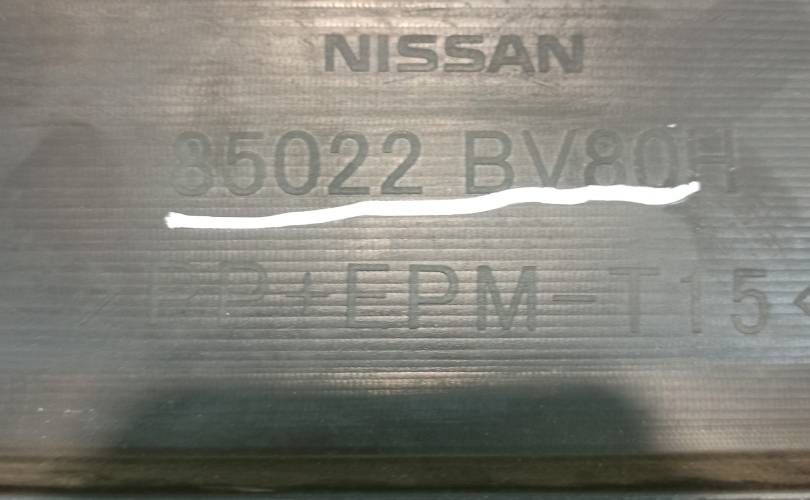 NISSAN
85022 BV80H
>PP+EPM-T15<